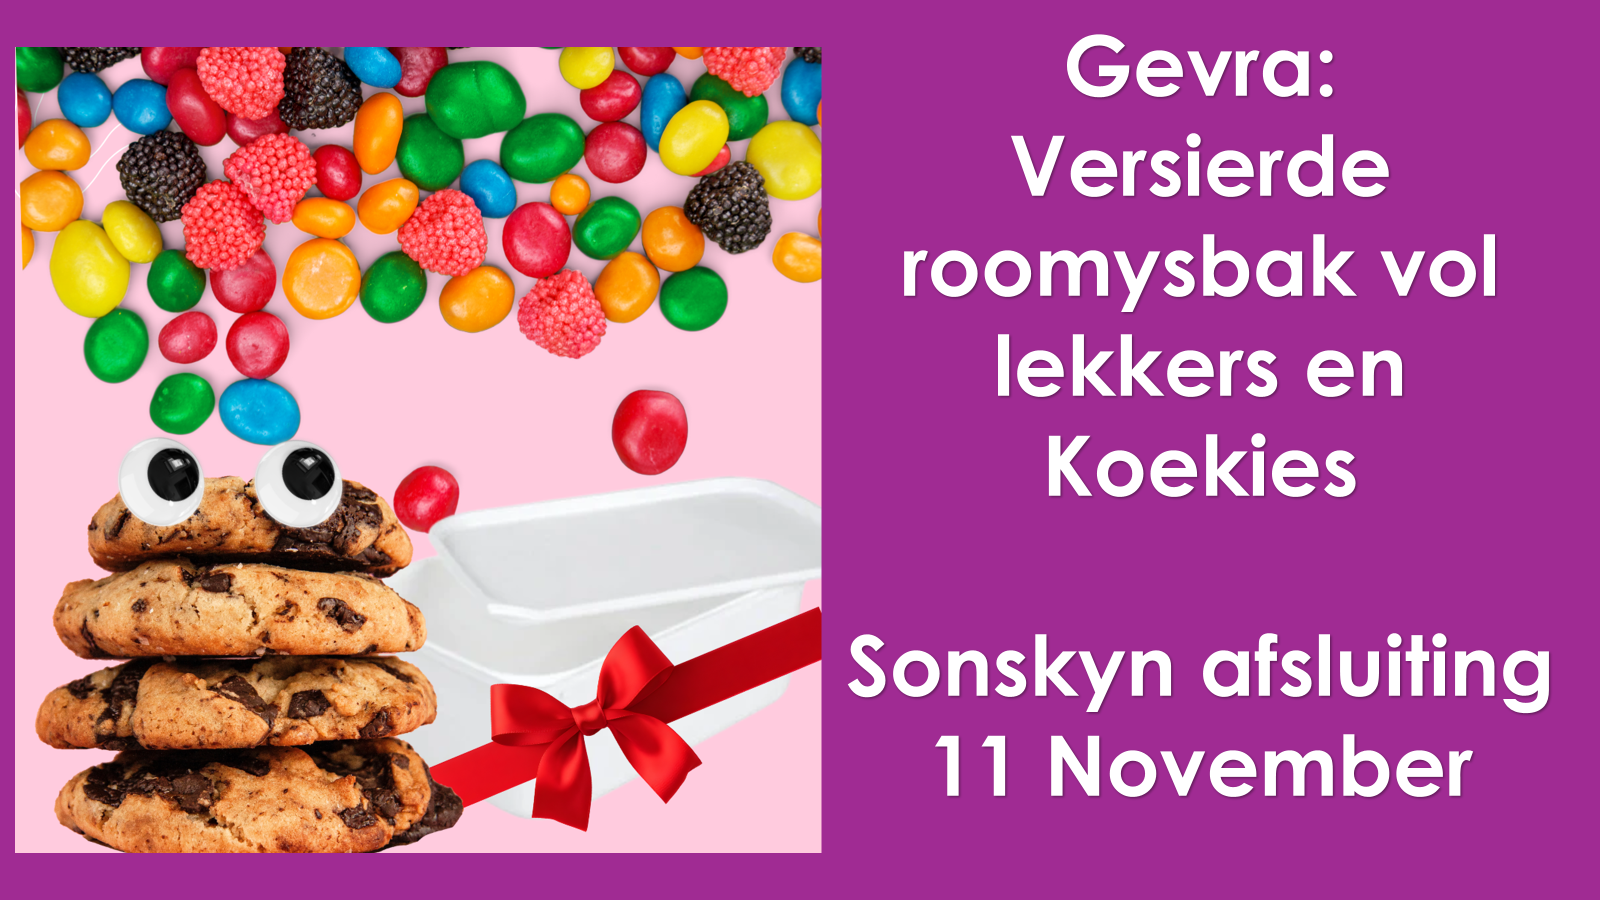 Gevra:
Versierde
roomysbak vol
lekkers en
Koekies
Sonskyn afsluiting
11 November